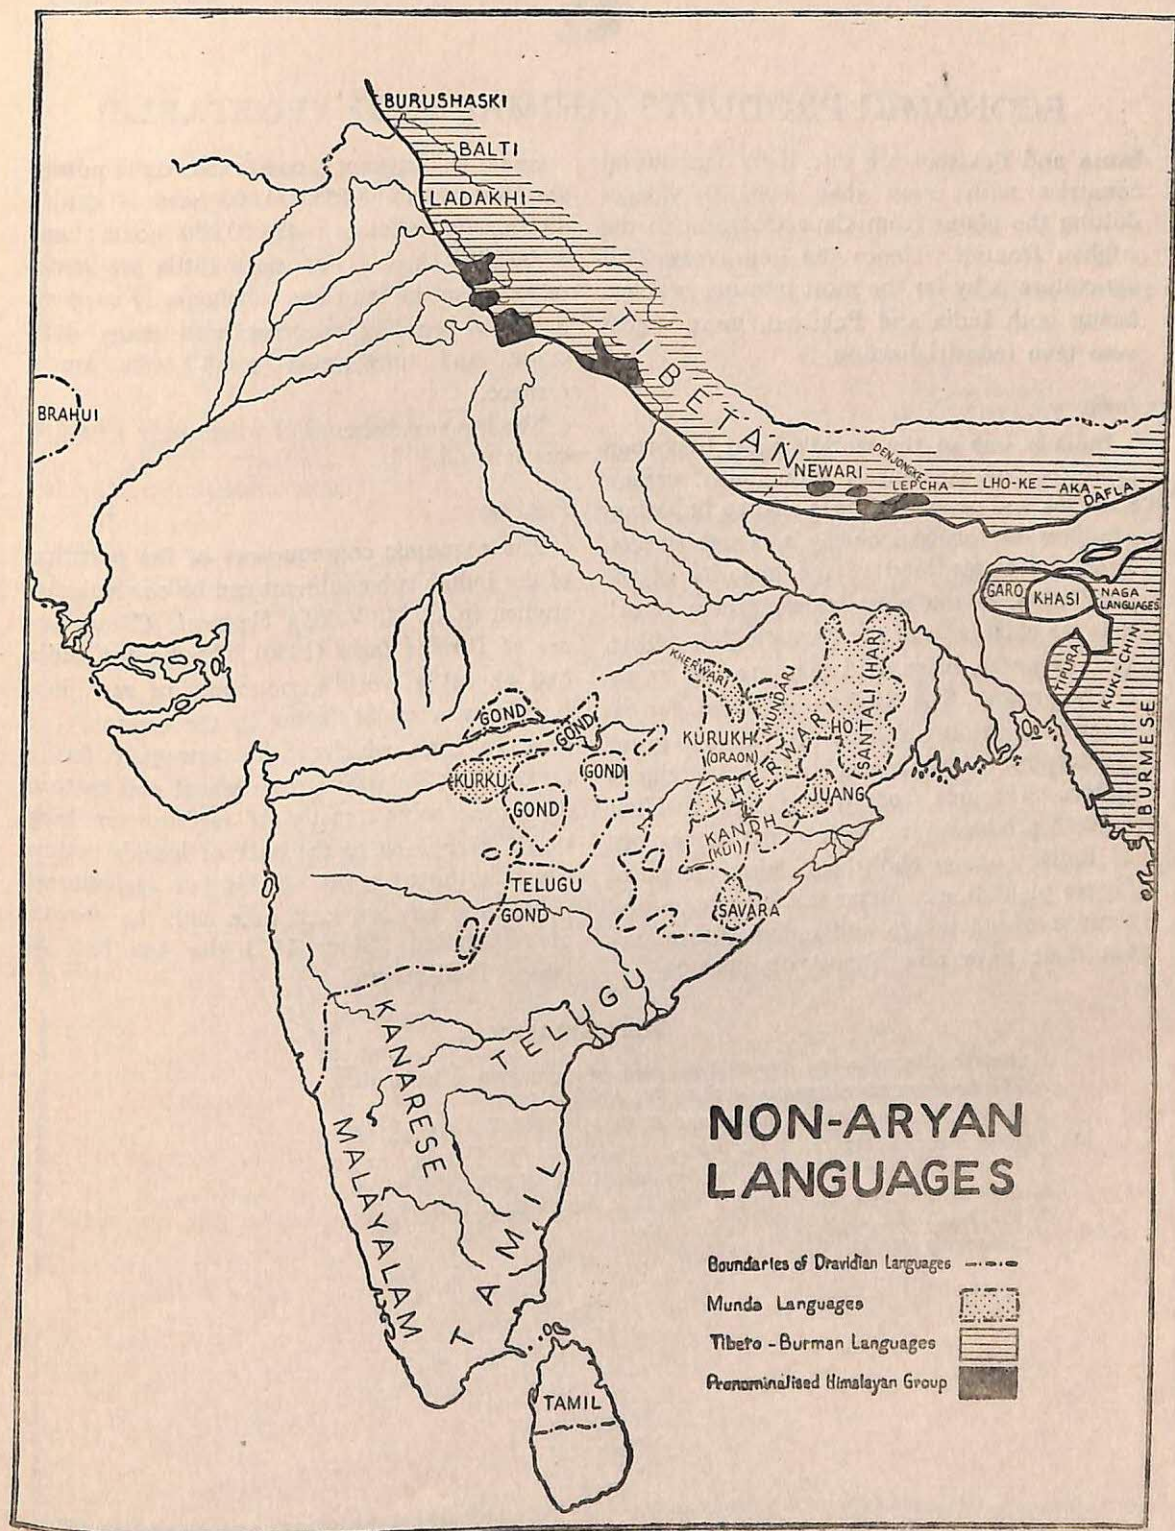 BURUSHASKI
BALTI
LADAKHI
TIBETAN
BRAHUI
NEWARI
DENJONGKE
LEPCHA
LHO-KE
AKA-
DAFLA
GARO
KHASI
NAGA
LANGUAGES
TIPURA
KUKI-CHIN
BURMESE
KHERWARI
MUNDARI
SANTALI (HAR)
HO
KURUKH
(ORAON)
KHERWARI
GOND
GOND
GOND
KURKU
GOND
JUANG
KANDH
(KUI)
SAVARA
TELUGU
GOND
TELUGU
KANARESE
MALAYALAM
TAMIL
TAMIL
NON-ARYAN
LANGUAGES
Boundaries of Dravidian Languages
Munda Languages
Tibeto-Burman Languages
Pronominalised Himalayan Group